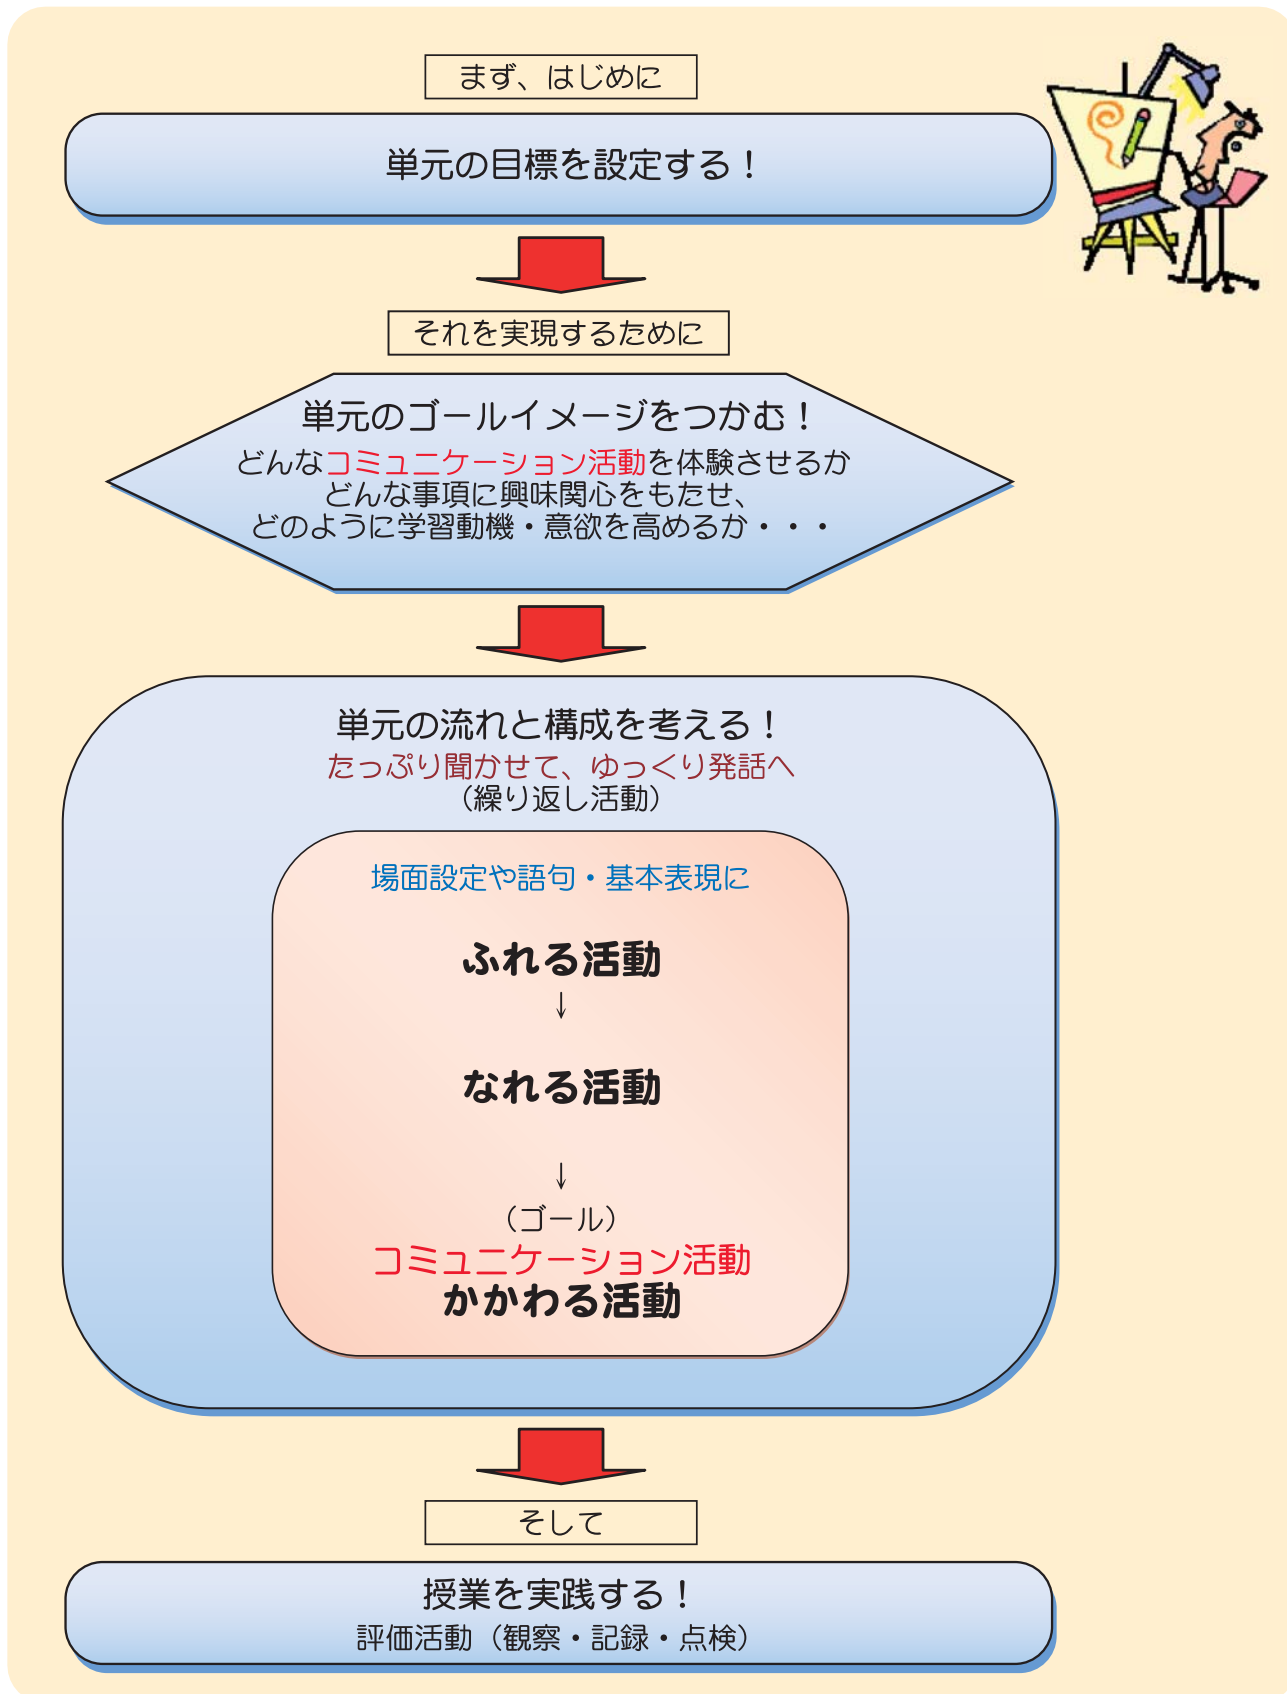 まず、はじめに
単元の目標を設定する！
それを実現するために
単元のゴールイメージをつかむ！
どんなコミュニケーション活動を体験させるか
どんな事項に興味関心をもたせ、
どのように学習動機・意欲を高めるか・・・
単元の流れと構成を考える！
たっぷり聞かせて、ゆっくり発話へ
（繰り返し活動）
場面設定や語句・基本表現に
ふれる活動
↓
なれる活動
↓
（ゴール）
コミュニケーション活動
かかわる活動
そして
授業を実践する！
評価活動（観察・記録・点検）